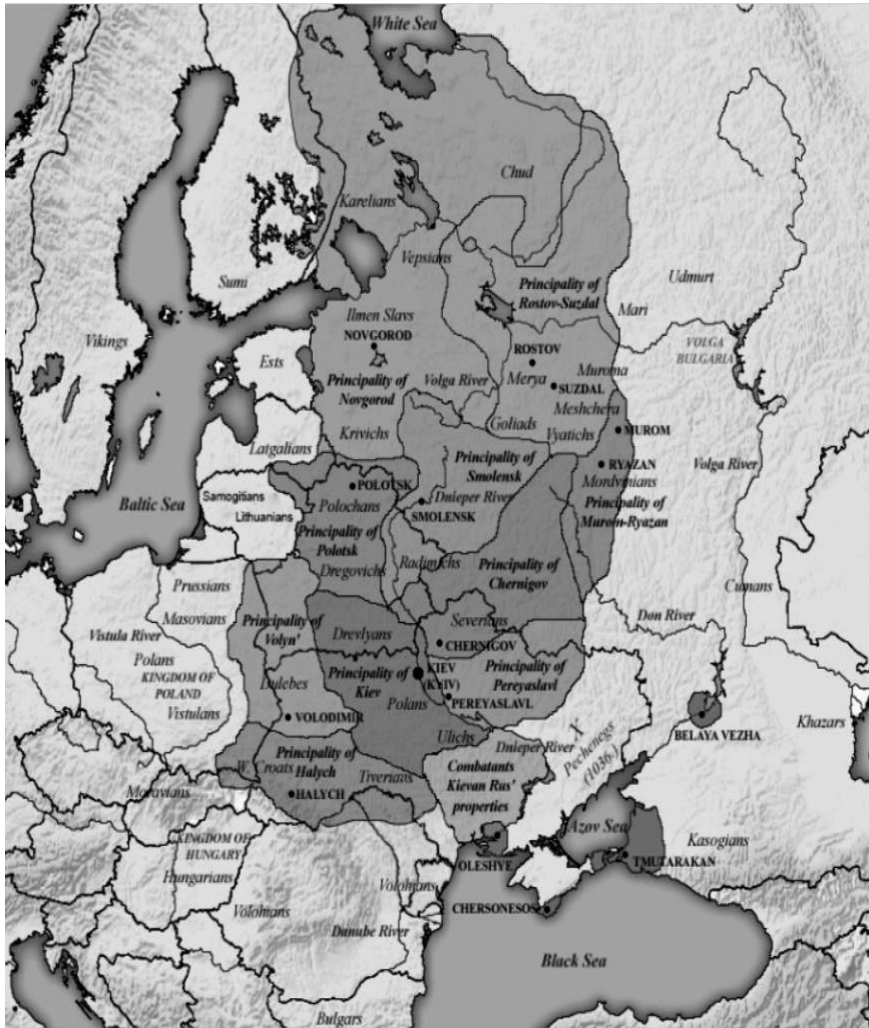 White Sea
Chud
Karelians
Vepsians
Udmurt
Sumi
Principality of
Rostov-Suzdal
Mari
Ilmen Slavs
NOVGOROD
Vikings
VOLGA
BULGARIA
Ests
ROSTOV
Muroma
Principality of
Novgorod
Volga River
Merya
SUZDAL
Meshchera
Goliads
Vyatichs
MUROM
Krivichs
Latgalians
Principality of
Smolensk
RYAZAN
Volga River
Mordvinians
POLOTSK
Baltic Sea
Samogitians
Lithuanians
Polochans
Dnieper River
SMOLENSK
Principality of
Murom-Ryazan
Principality of
Polotsk
Radimichs
Principality of
Chernigov
Dregovichs
Prussians
Cumans
Masovians
Principality of
Volyn'
Severians
Don River
Vistula River
Drevlyans
CHERNIGOV
Polans
KINGDOM OF
POLAND
Principality of
Kiev
KIEV
(KYIV)
Principality of
Pereyaslavl
Dulebes
Polans
PEREYASLAVL
Vistulans
VOLODIMIR
Khazars
BELAYA VEZHA
Ulichs
Dnieper River
X
Pechenegs
(1036.)
Principality of
Halych
W. Croats
Tiverians
Combatants
Kievan Rus'
properties
Moravians
HALYCH
Azov Sea
KINGDOM OF
HUNGARY
Kasogians
OLESHYE
TMUTARAKAN
Hungarians
Volohians
Volohians
CHERSONESOS
Danube River
Black Sea
Bulgars